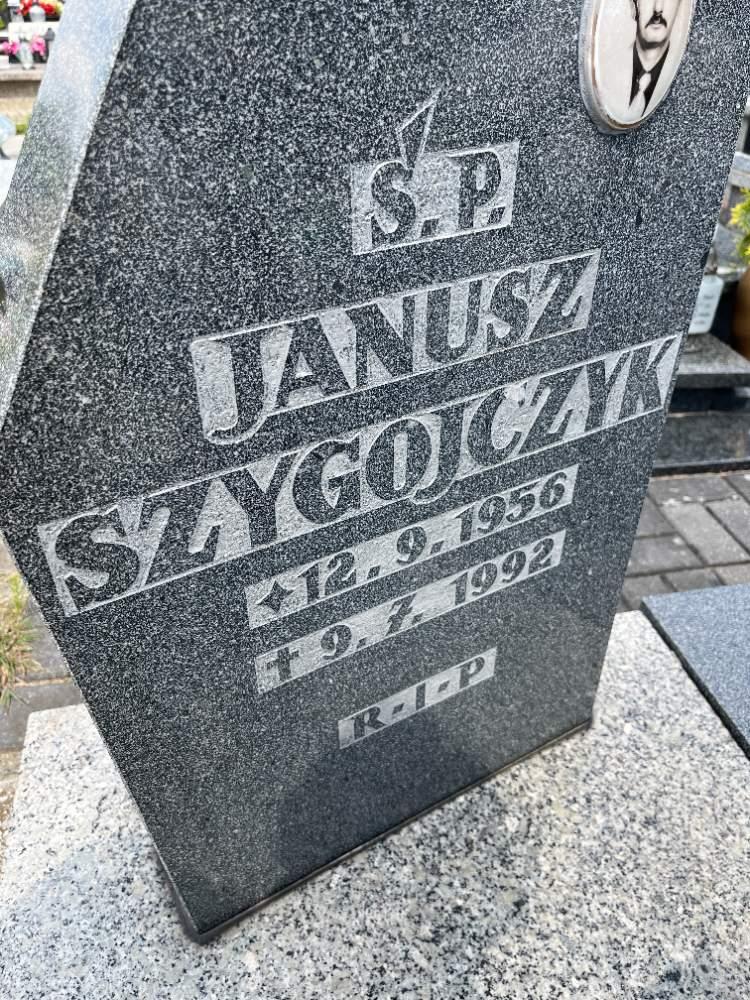 Ś. P.
JANUSZ
SZYGOJCZYK
✦ 12. 9. 1956
✝ 9. 7. 1992
R-I-P